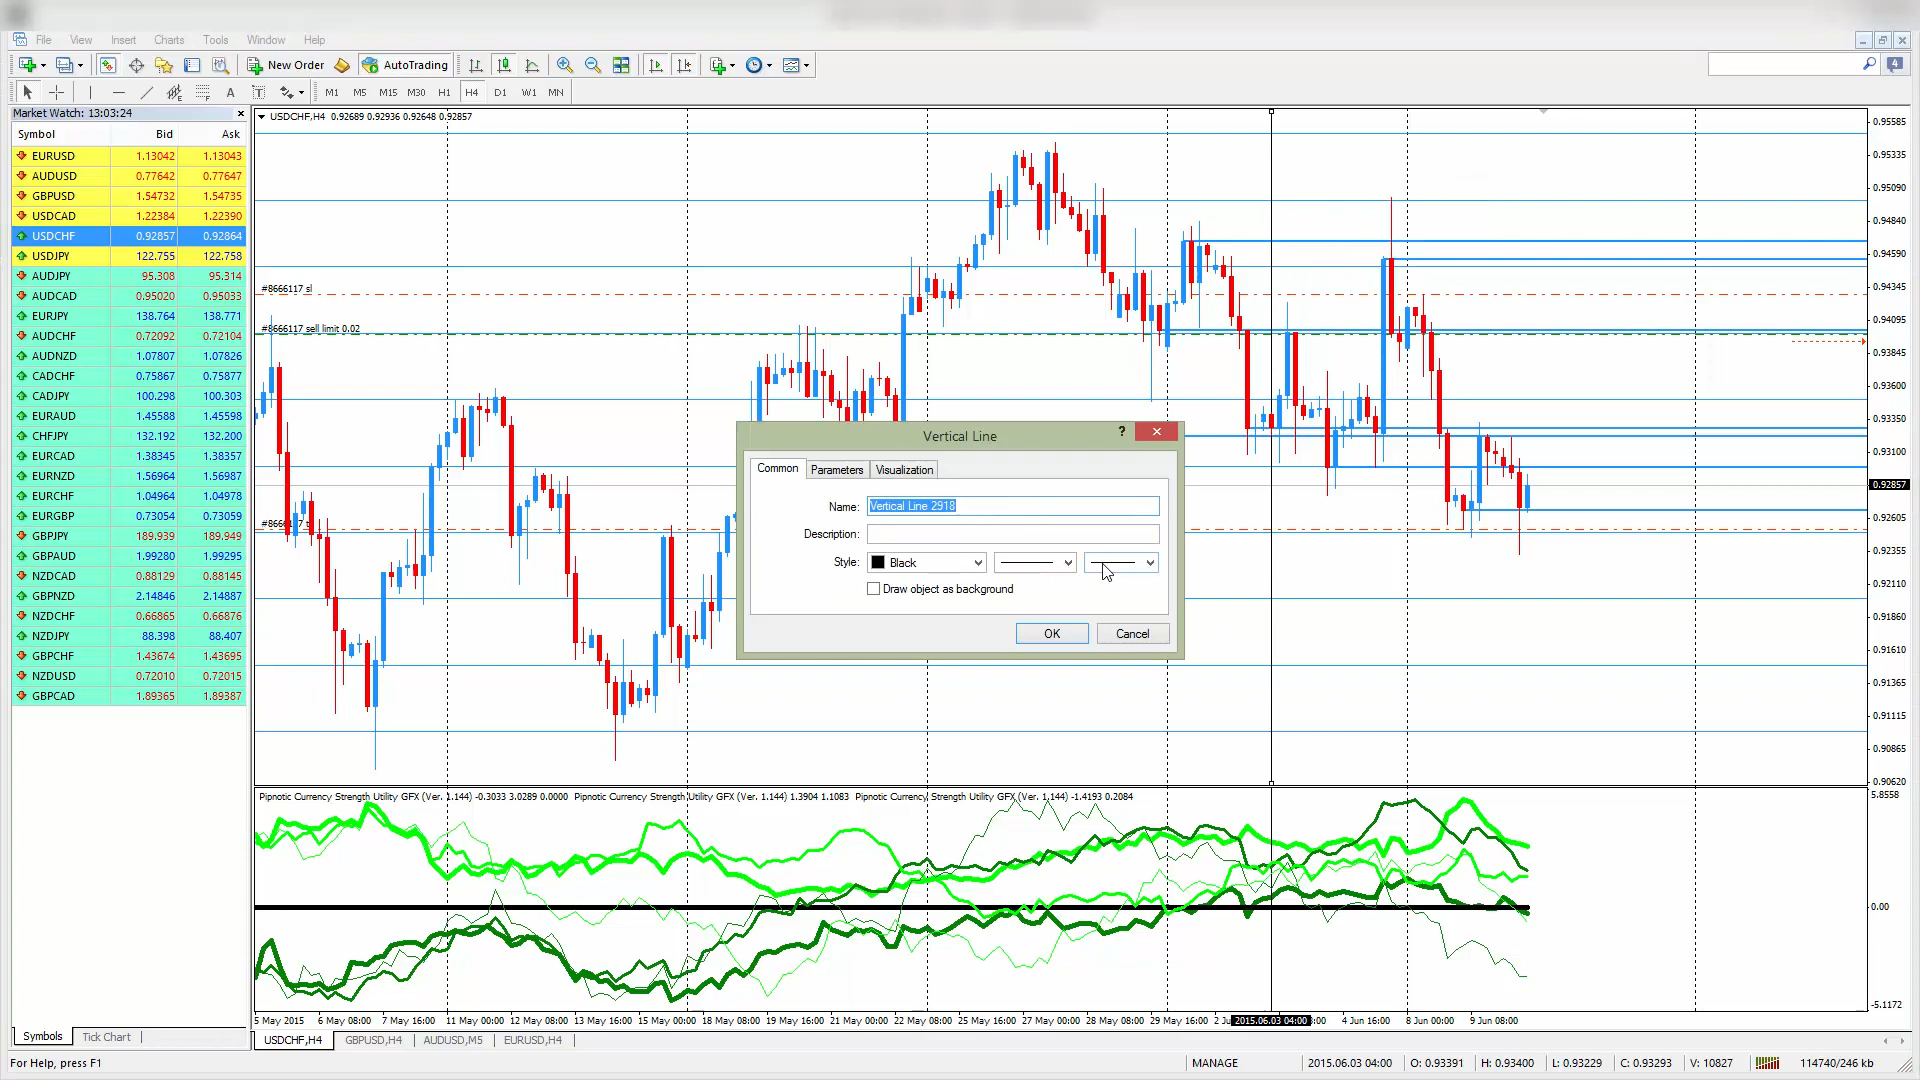 File View Insert Charts Tools Window Help
New Order AutoTrading
4
A T M1 M5 M15 M30 H1 H4 D1 W1 MN
Market Watch: 13:03:24
Symbol Bid Ask
EURUSD 1.13042 1.13043
AUDUSD 0.77642 0.77647
GBPUSD 1.54732 1.54735
USDCAD 1.22384 1.22390
USDCHF 0.92857 0.92864
USDJPY 122.755 122.758
AUDJPY 95.308 95.314
AUDCAD 0.95020 0.95033
EURJPY 138.764 138.771
AUDCHF 0.72092 0.72104
AUDNZD 1.07807 1.07826
CADCHF 0.75867 0.75877
CADJPY 100.298 100.303
EURAUD 1.45588 1.45598
CHFJPY 132.192 132.200
EURCAD 1.38345 1.38357
EURNZD 1.56964 1.56987
EURCHF 1.04964 1.04978
EURGBP 0.73054 0.73059
GBPJPY 189.939 189.949
GBPAUD 1.99280 1.99295
NZDCAD 0.88129 0.88145
GBPNZD 2.14846 2.14887
NZDCHF 0.66865 0.66876
NZDJPY 88.398 88.407
GBPCHF 1.43674 1.43695
NZDUSD 0.72010 0.72015
GBPCAD 1.89365 1.89387
Symbols Tick Chart
USDCHF,H4 0.92689 0.92936 0.92648 0.92857
#8666117 sl
#8666117 sell limit 0.02
0.95585
0.95335
0.95090
0.94840
0.94590
0.94345
0.94095
0.93845
0.93600
0.93350
0.93100
0.92857
0.92605
0.92355
0.92110
0.91860
0.91610
0.91365
0.91115
0.90865
0.90620
Vertical Line ?
Common Parameters Visualization
Name: Vertical Line 2918
Description:
Style: Black
Draw object as background
OK Cancel
Pipnotic Currency Strength Utility GFX (Ver. 1.144) -0.3033 3.0289 0.0000 Pipnotic Currency Strength Utility GFX (Ver. 1.144) 1.3904 1.1083 Pipnotic Currency Strength Utility GFX (Ver. 1.144) -1.4193 0.2084
5.8558
0.00
-5.1172
5 May 2015 6 May 08:00 7 May 16:00 11 May 00:00 12 May 08:00 13 May 16:00 15 May 00:00 18 May 08:00 19 May 16:00 21 May 00:00 22 May 08:00 25 May 16:00 27 May 00:00 28 May 08:00 29 May 16:00 2015.06.03 04:00 4 Jun 16:00 8 Jun 00:00 9 Jun 08:00
USDCHF,H4 GBPUSD,H4 AUDUSD,M5 EURUSD,H4
For Help, press F1 MANAGE 2015.06.03 04:00 O: 0.93391 H: 0.93400 L: 0.93229 C: 0.93293 V: 10827 114740/246 kb